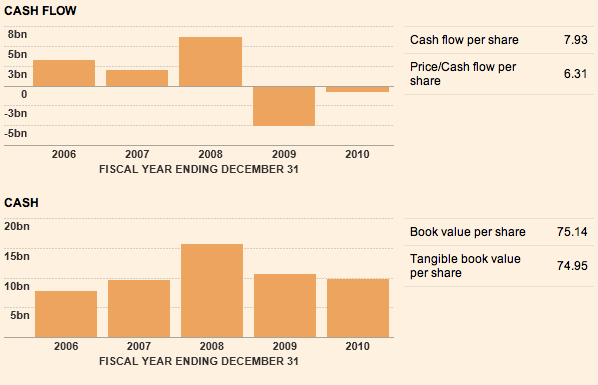 CASH FLOW
8bn
5bn
3bn
0
-3bn
-5bn
2006 2007 2008 2009 2010
FISCAL YEAR ENDING DECEMBER 31
Cash flow per share 7.93
Price/Cash flow per
share 6.31
CASH
20bn
15bn
10bn
5bn
2006 2007 2008 2009 2010
FISCAL YEAR ENDING DECEMBER 31
Book value per share 75.14
Tangible book value
per share 74.95